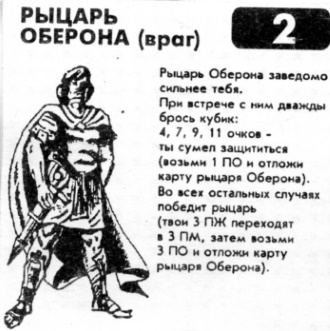 РЫЦАРЬ
ОБЕРОНА (враг)
2
Рыцарь Оберона заведомо
сильнее тебя.
При встрече с ним дважды
брось кубик:
4, 7, 9, 11 очков -
ты сумел защититься
(возьми 1 ПО и отложи
карту рыцаря Оберона).
Во всех остальных случаях
победит рыцарь
(твои 3 ПЖ переходят
в 3 ПМ, затем возьми
3 ПО и отложи карту
рыцаря Оберона).